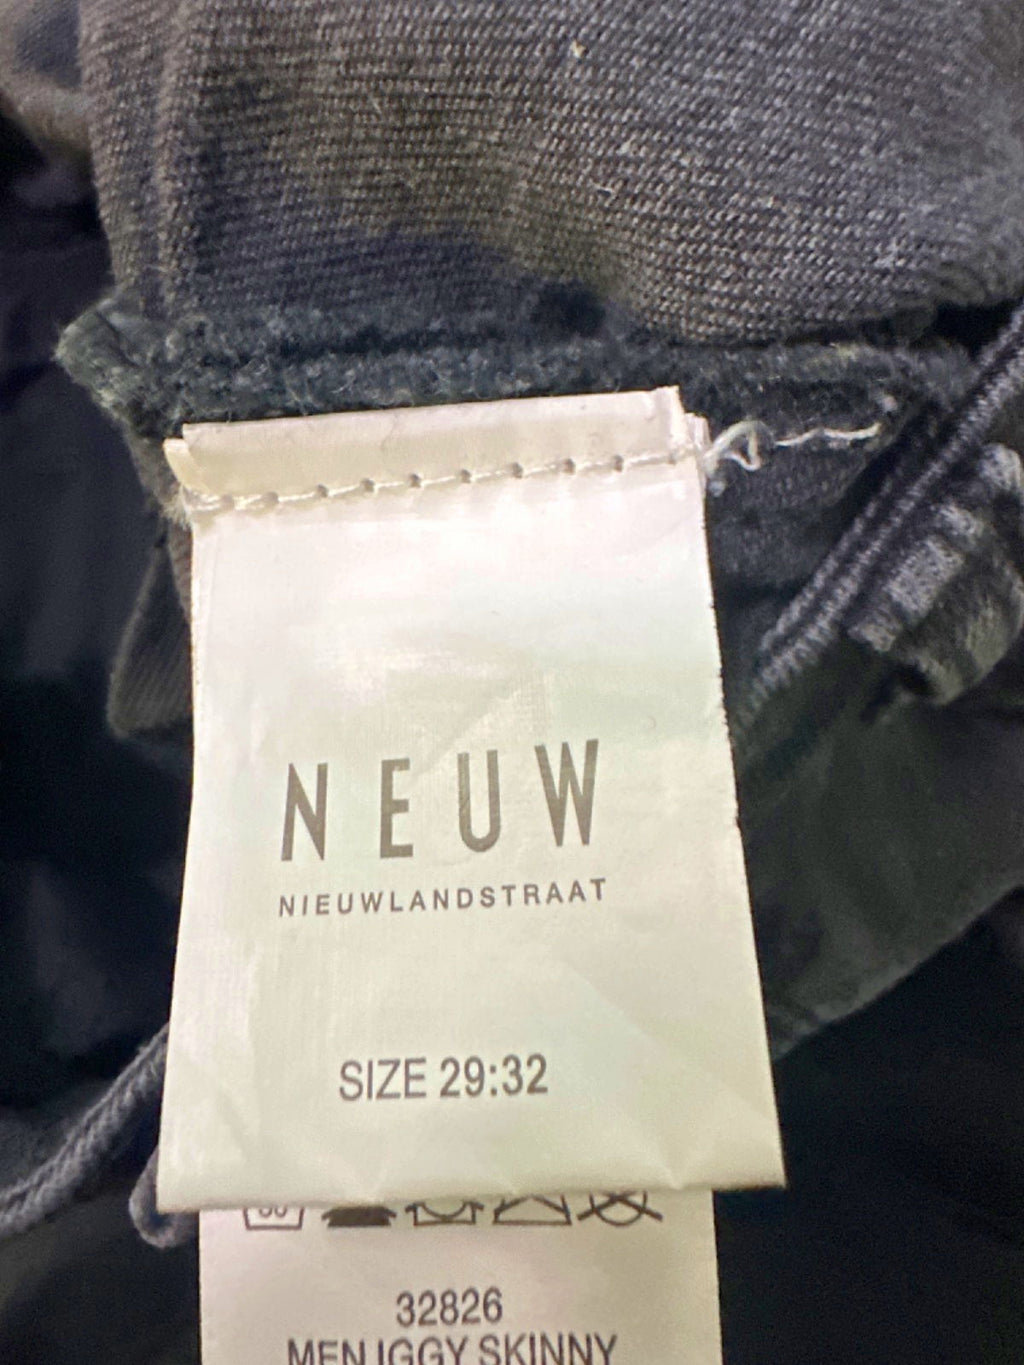 NEUW
NIEUWLANDSTRAAT
SIZE 29:32
32826
MEN IGGY SKINNY